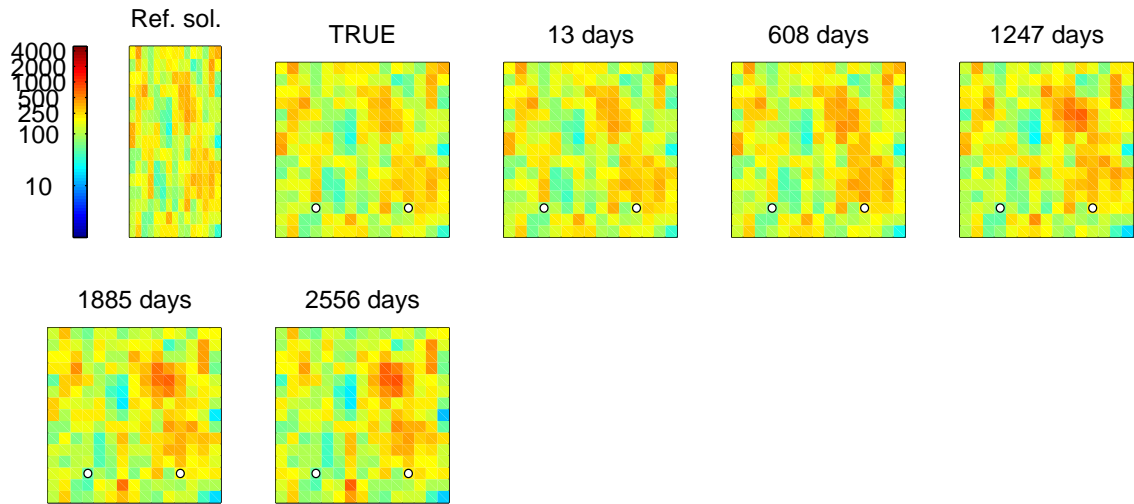 Ref. sol.
TRUE
13 days
608 days
1247 days
4000
2000
1000
500
250
100
10
1885 days
2556 days